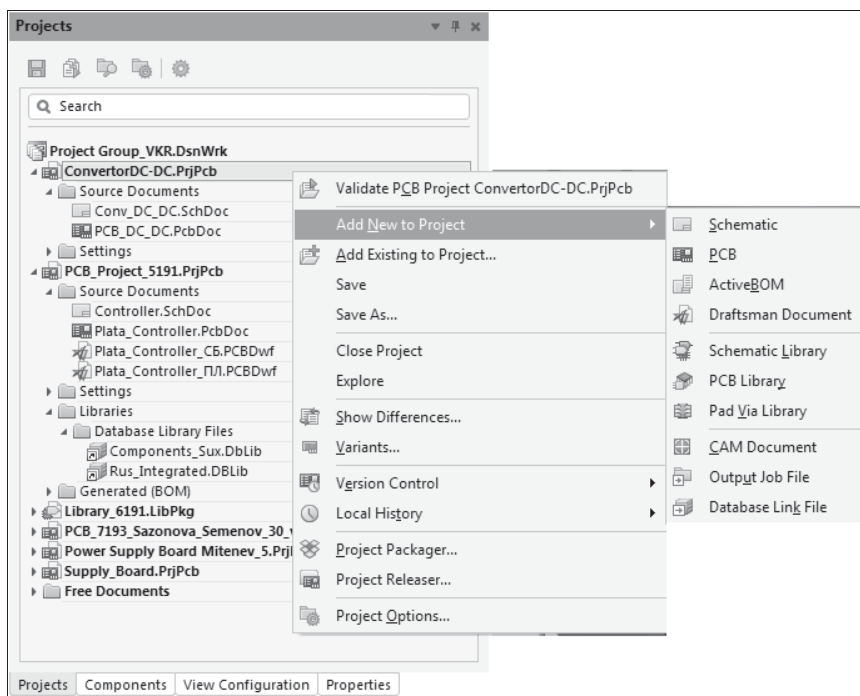 Projects
Search
Project Group_VKR.DsnWrk
ConvertorDC-DC.PrjPcb
Source Documents
Conv_DC_DC.SchDoc
PCB_DC_DC.PcbDoc
Settings
PCB_Project_5191.PrjPcb
Source Documents
Controller.SchDoc
Plata_Controller.PcbDoc
Plata_Controller_СБ.PCBDwf
Plata_Controller_ПЛ.PCBDwf
Settings
Libraries
Database Library Files
Components_Sux.DbLib
Rus_Integrated.DBLib
Generated (BOM)
Library_6191.LibPkg
PCB_7193_Sazonova_Semenov_30_
Power Supply Board Mitenev_5.Prj
Supply_Board.PrjPcb
Free Documents
Validate PCB Project ConvertorDC-DC.PrjPcb
Add New to Project
Add Existing to Project...
Save
Save As...
Close Project
Explore
Show Differences...
Variants...
Version Control
Local History
Project Packager...
Project Releaser...
Project Options...
Schematic
PCB
ActiveBOM
Draftsman Document
Schematic Library
PCB Library
Pad Via Library
CAM Document
Output Job File
Database Link File
Projects Components View Configuration Properties